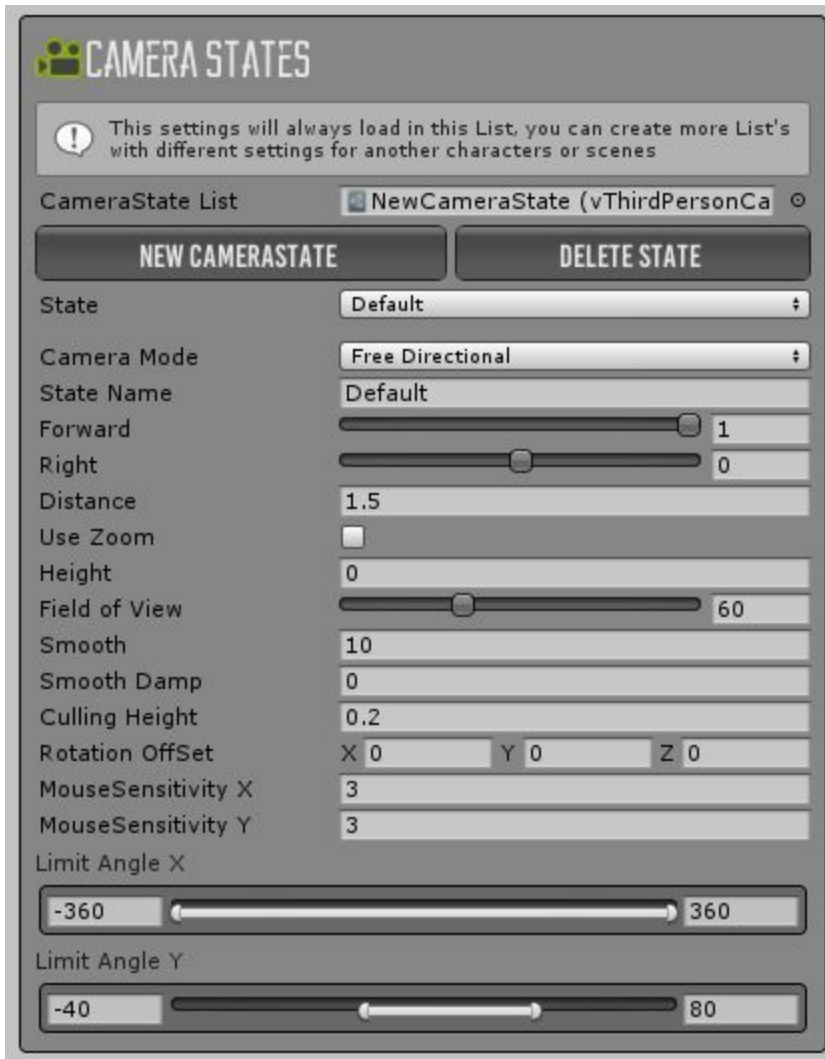 CAMERA STATES
This settings will always load in this List, you can create more List's
with different settings for another characters or scenes
CameraState List NewCameraState (vThirdPersonCa
NEW CAMERASTATE DELETE STATE
State Default
Camera Mode Free Directional
State Name Default
Forward 1
Right 0
Distance 1.5
Use Zoom
Height 0
Field of View 60
Smooth 10
Smooth Damp 0
Culling Height 0.2
Rotation OffSet X 0 Y 0 Z 0
MouseSensitivity X 3
MouseSensitivity Y 3
Limit Angle X
-360 360
Limit Angle Y
-40 80